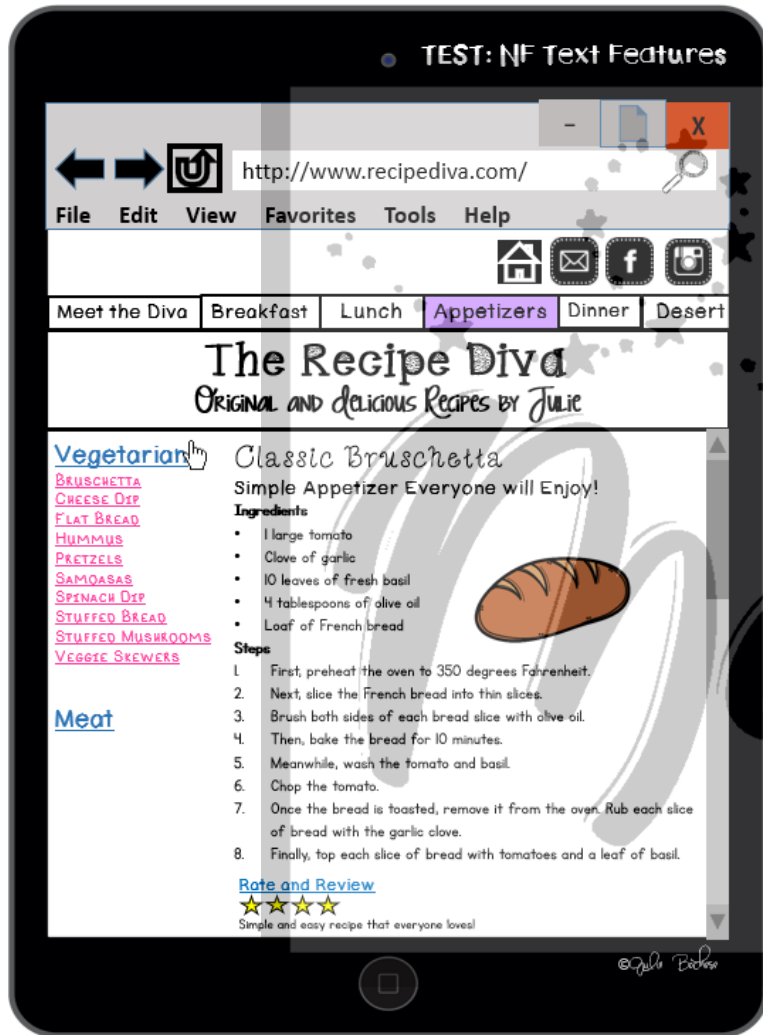 TEST: NF Text Features
– X
http://www.recipediva.com/
File Edit View Favorites Tools Help
f
Meet the Diva Breakfast Lunch Appetizers Dinner Desert
The Recipe Diva
Original and delicious Recipes by Julie
Vegetarian
Bruschetta
Cheese Dip
Flat Bread
Hummus
Pretzels
Samoasas
Spinach Dip
Stuffed Bread
Stuffed Mushrooms
Veggie Skewers
Meat
Classic Bruschetta
Simple Appetizer Everyone will Enjoy!
Ingredients
• 1 large tomato
• Clove of garlic
• 10 leaves of fresh basil
• 4 tablespoons of olive oil
• Loaf of French bread
Steps
1. First, preheat the oven to 350 degrees Fahrenheit.
2. Next, slice the French bread into thin slices.
3. Brush both sides of each bread slice with olive oil.
4. Then, bake the bread for 10 minutes.
5. Meanwhile, wash the tomato and basil.
6. Chop the tomato.
7. Once the bread is toasted, remove it from the oven. Rub each slice
of bread with the garlic clove.
8. Finally, top each slice of bread with tomatoes and a leaf of basil.
Rate and Review
Simple and easy recipe that everyone loves!
©